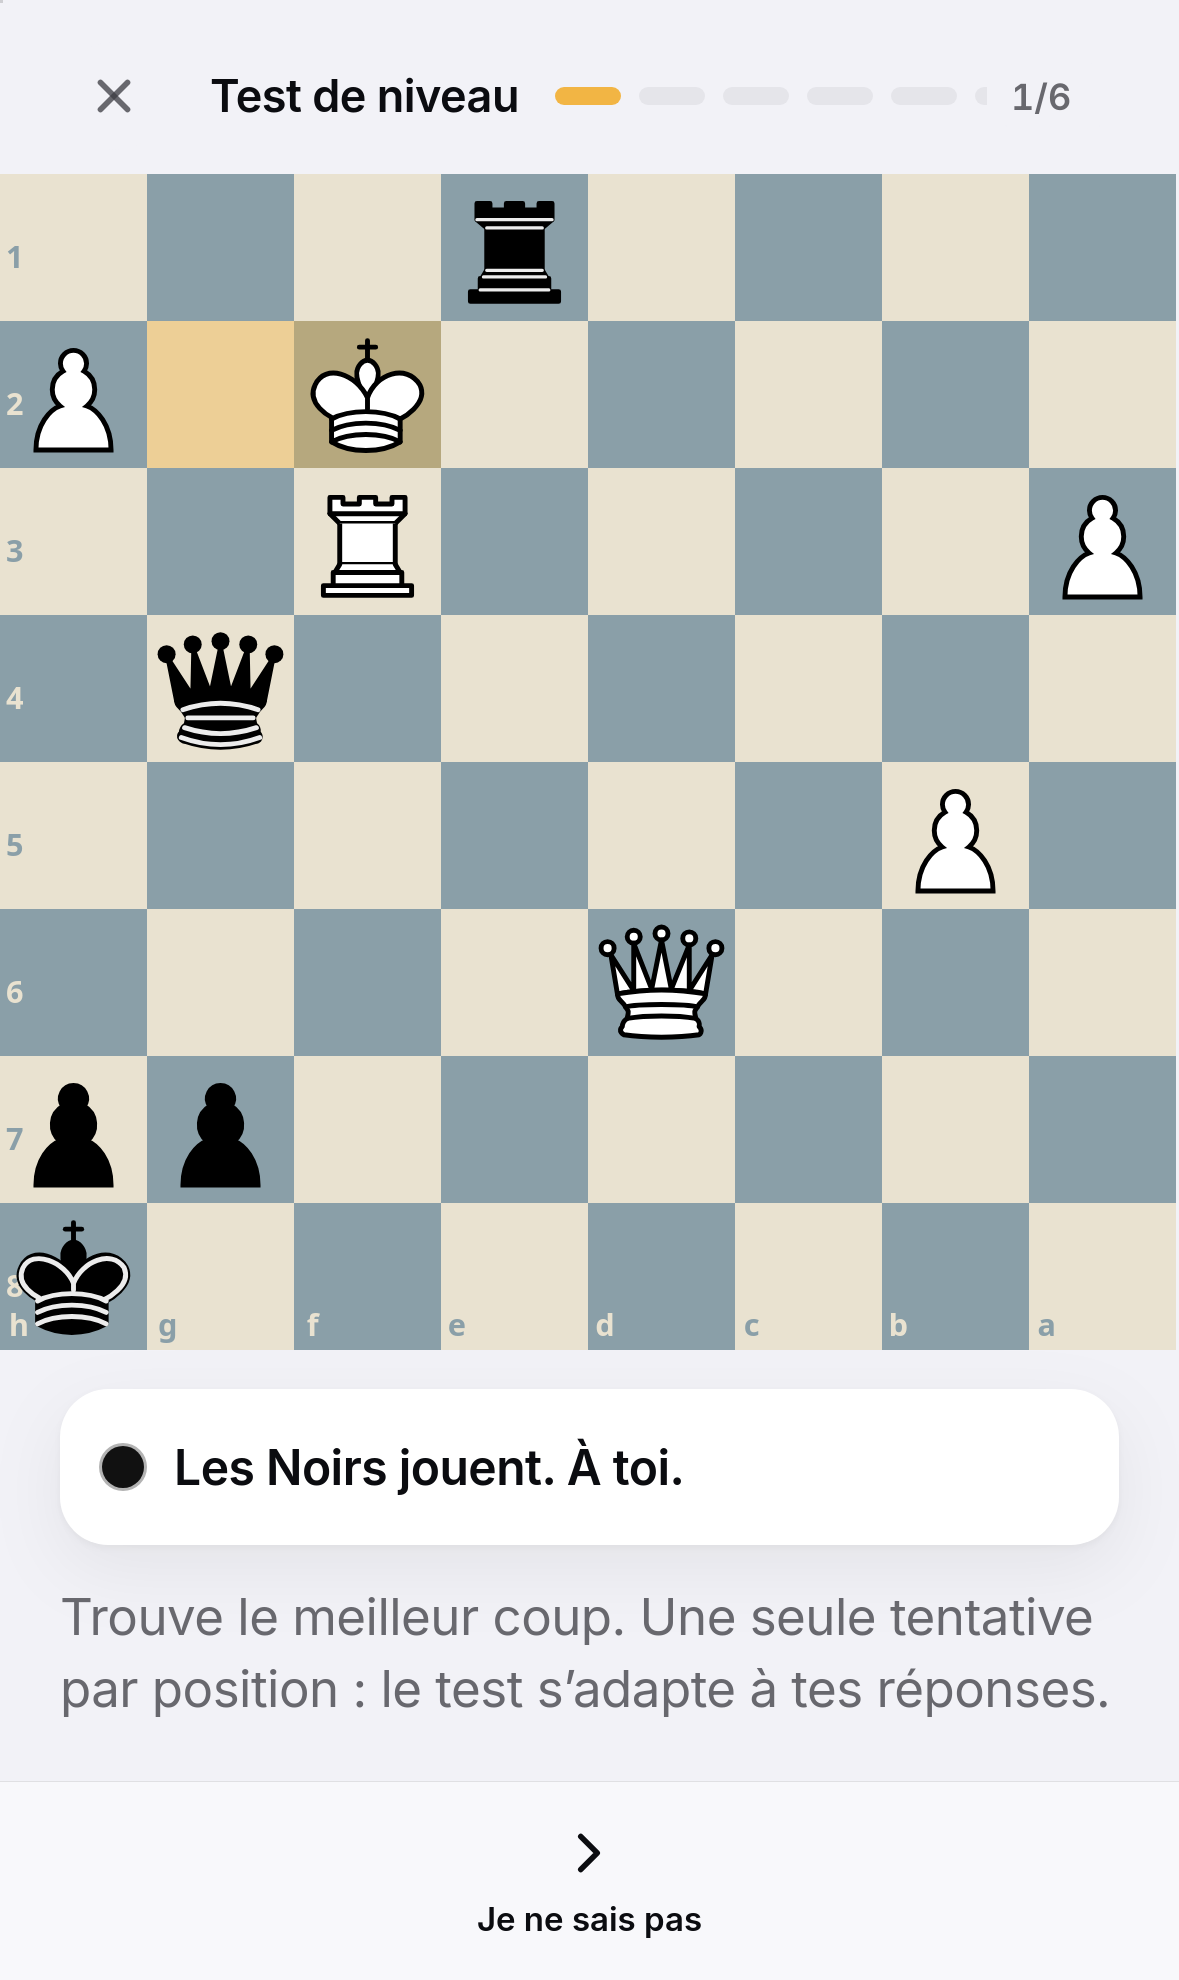 Test de niveau 1/6
1
2
3
4
5
6
7
8
h g f e d c b a
Les Noirs jouent. À toi.
Trouve le meilleur coup. Une seule tentative
par position : le test s’adapte à tes réponses.
Je ne sais pas